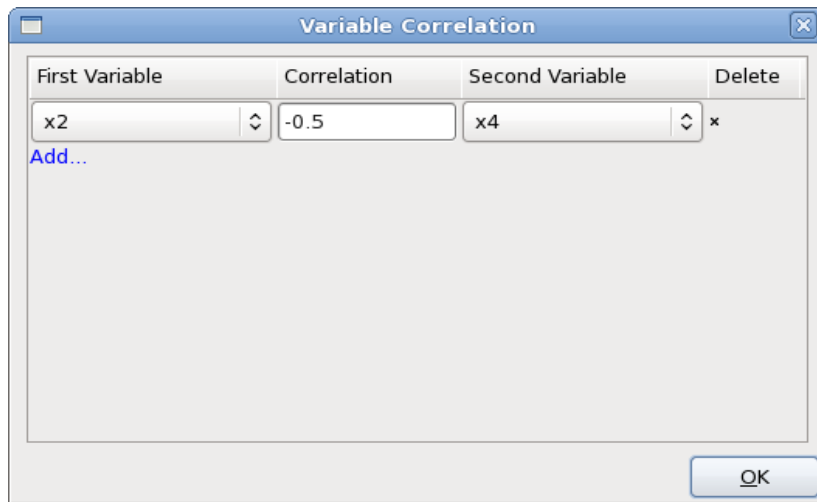 Variable Correlation
First Variable Correlation Second Variable Delete
x2 -0.5 x4 ×
Add...
OK